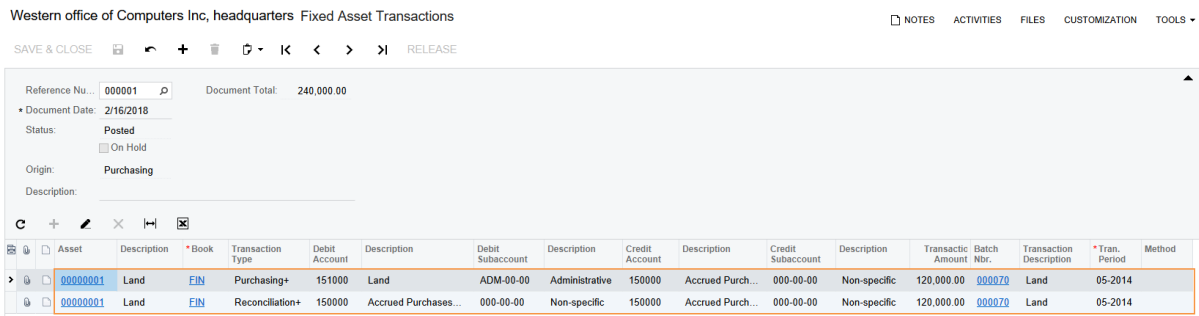 Western office of Computers Inc, headquarters Fixed Asset Transactions
NOTES ACTIVITIES FILES CUSTOMIZATION TOOLS
SAVE & CLOSE RELEASE
Reference Nu... 000001 Document Total: 240,000.00
* Document Date: 2/16/2018
Status: Posted
On Hold
Origin: Purchasing
Description:
Asset Description * Book Transaction Type Debit Account Description Debit Subaccount Description Credit Account Description Credit Subaccount Description Transactic Amount Batch Nbr. Transaction Description * Tran. Period Method
00000001 Land FIN Purchasing+ 151000 Land ADM-00-00 Administrative 150000 Accrued Purch... 000-00-00 Non-specific 120,000.00 000070 Land 05-2014
00000001 Land FIN Reconciliation+ 150000 Accrued Purchases... 000-00-00 Non-specific 150000 Accrued Purch... 000-00-00 Non-specific 120,000.00 000070 Land 05-2014